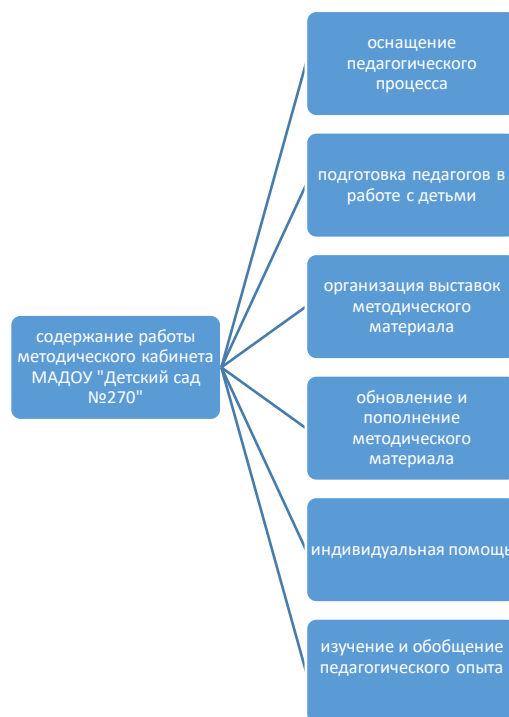 содержание работы
методического кабинета
МАДОУ "Детский сад
№270"
оснащение
педагогического
процесса
подготовка педагогов в
работе с детьми
организация выставок
методического
материала
обновление и
пополнение
методического
материала
индивидуальная помощь
изучение и обобщение
педагогического опыта